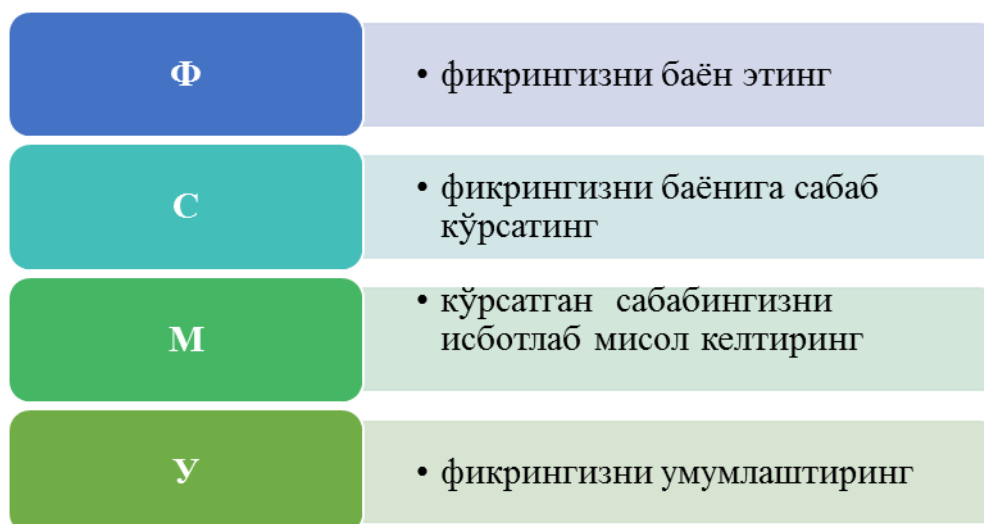 Ф
• фикрингизни баён этинг
С
• фикрингизни баёнига сабаб
кўрсатинг
М
• кўрсатган сабабингизни
исботлаб мисол келтиринг
У
• фикрингизни умумлаштиринг